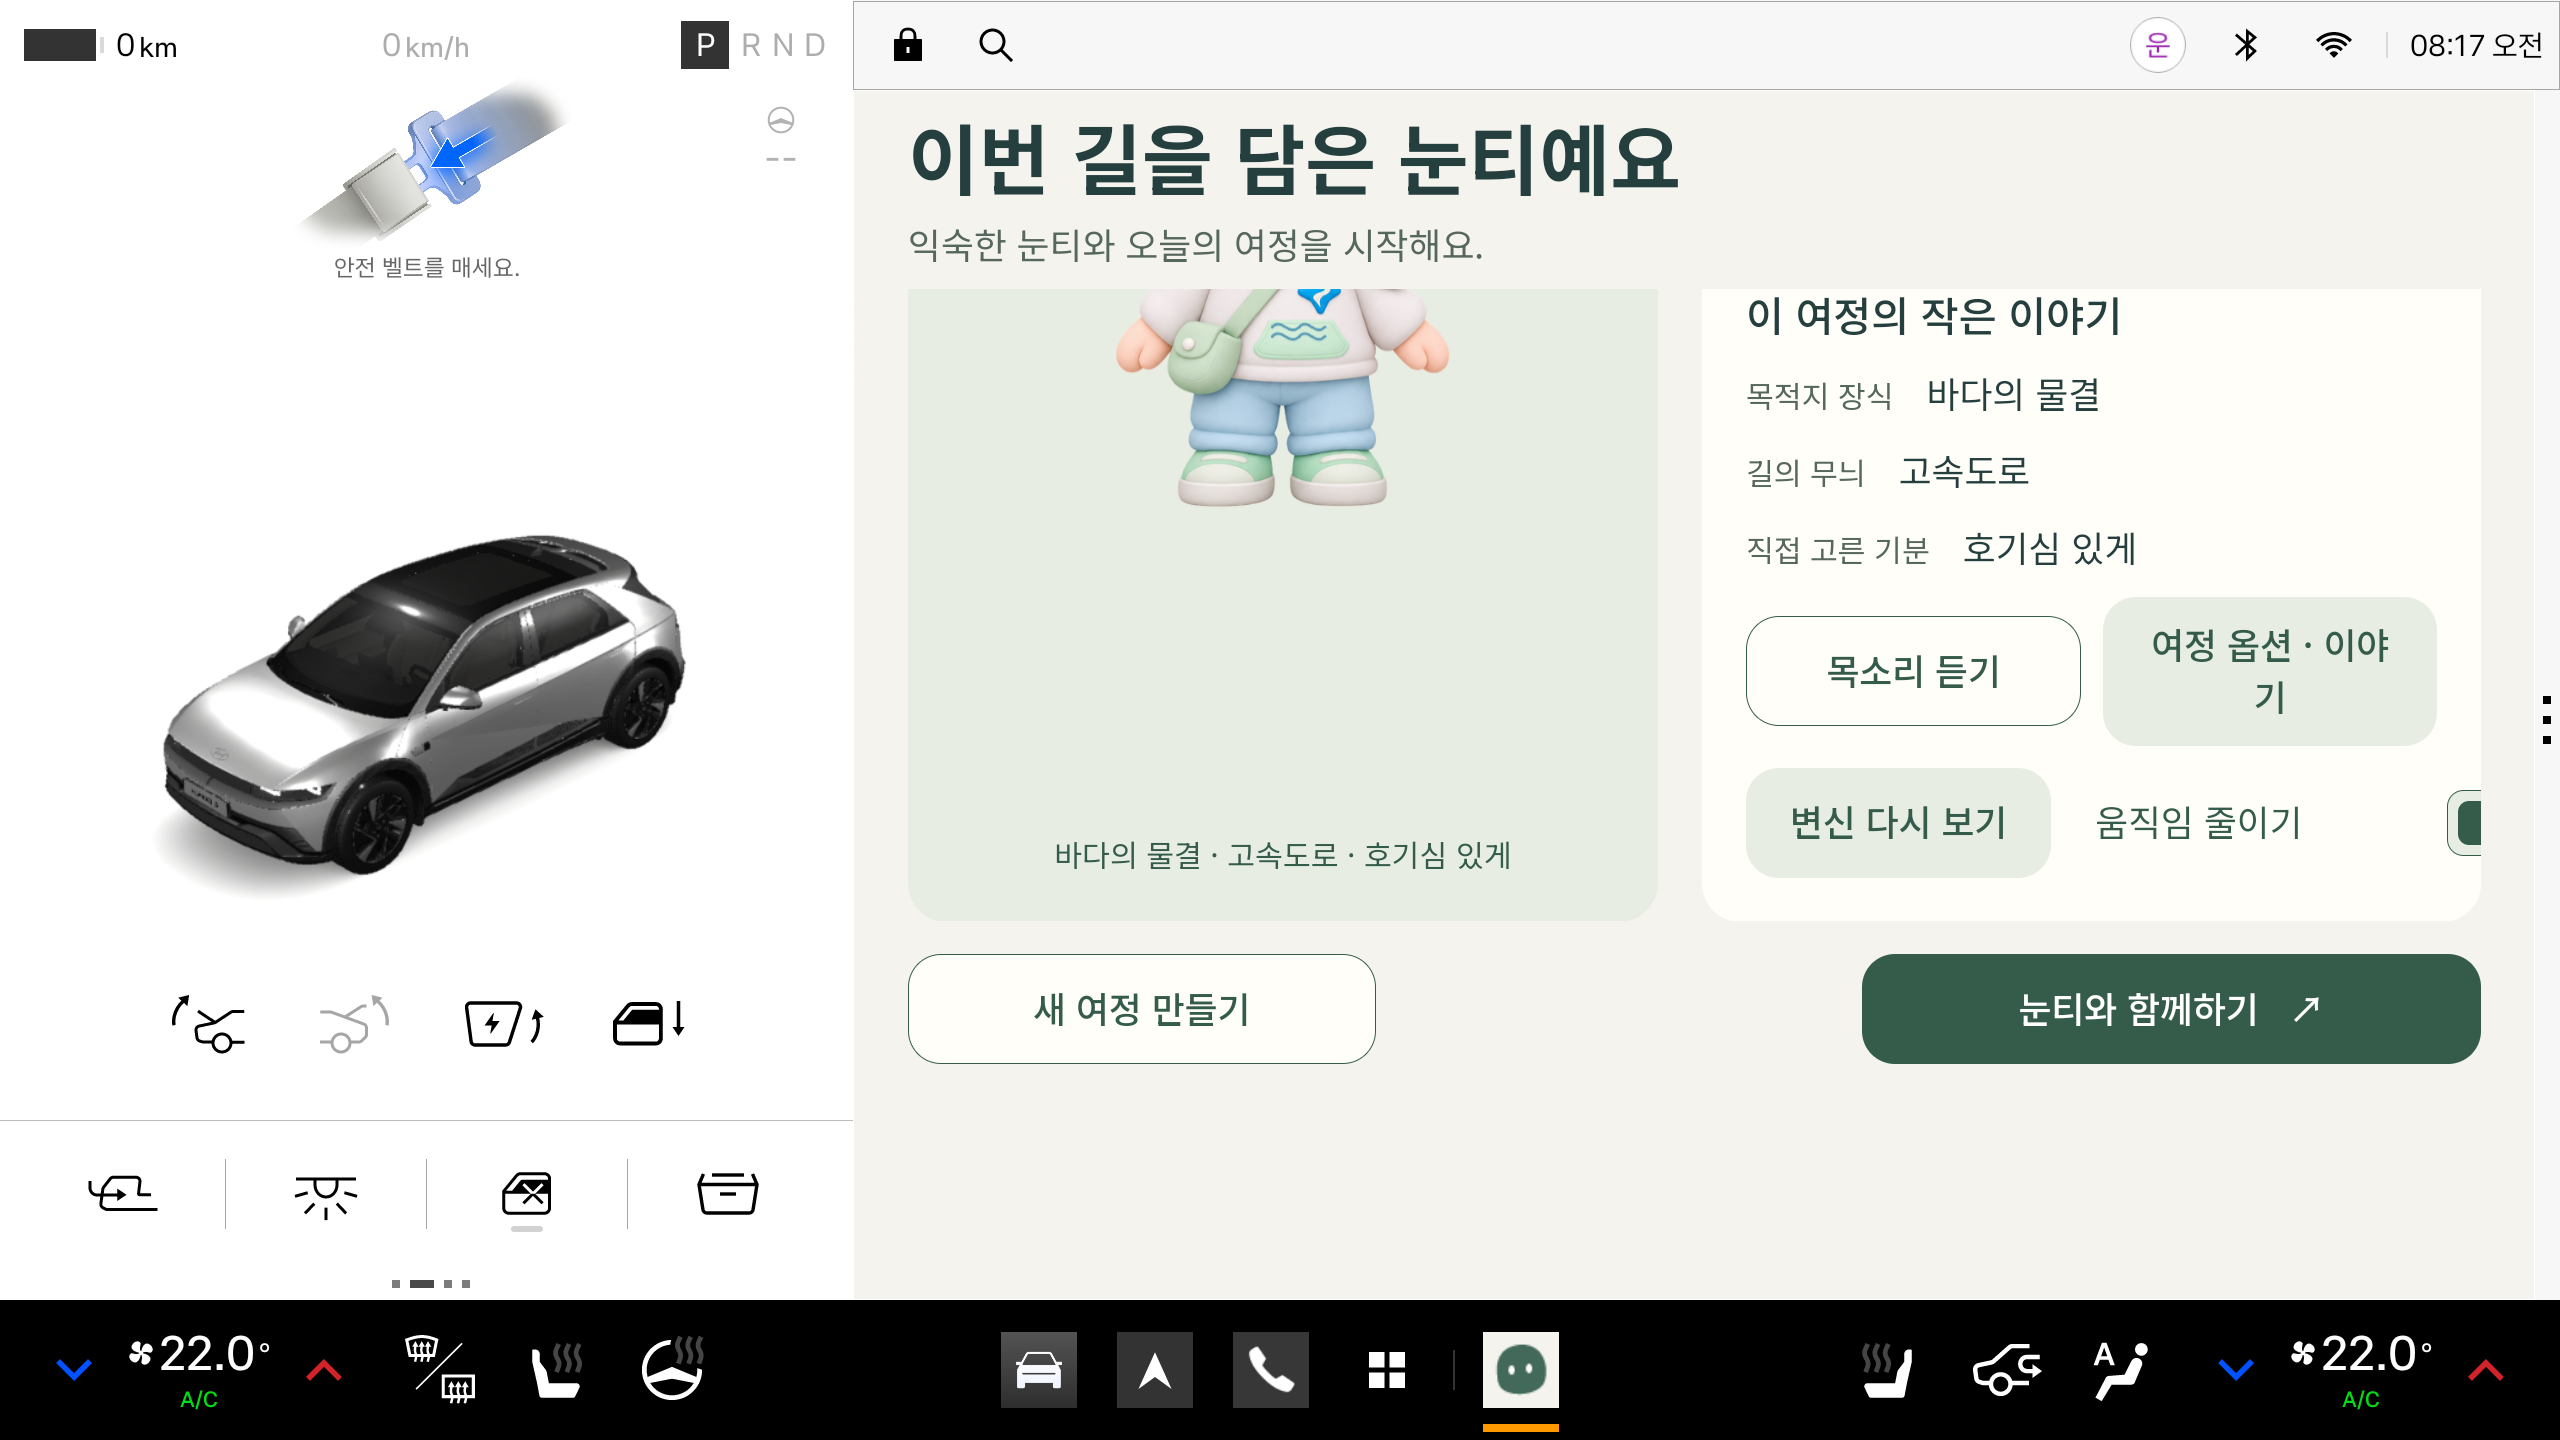 0 km
0 km/h
P R N D
안전 벨트를 매세요.
운
08:17 오전
이번 길을 담은 눈티예요
익숙한 눈티와 오늘의 여정을 시작해요.
바다의 물결 · 고속도로 · 호기심 있게
이 여정의 작은 이야기
목적지 장식 바다의 물결
길의 무늬 고속도로
직접 고른 기분 호기심 있게
목소리 듣기
여정 옵션 · 이야
기
변신 다시 보기
움직임 줄이기
새 여정 만들기
눈티와 함께하기 ↗
22.0°
A/C
A
22.0°
A/C